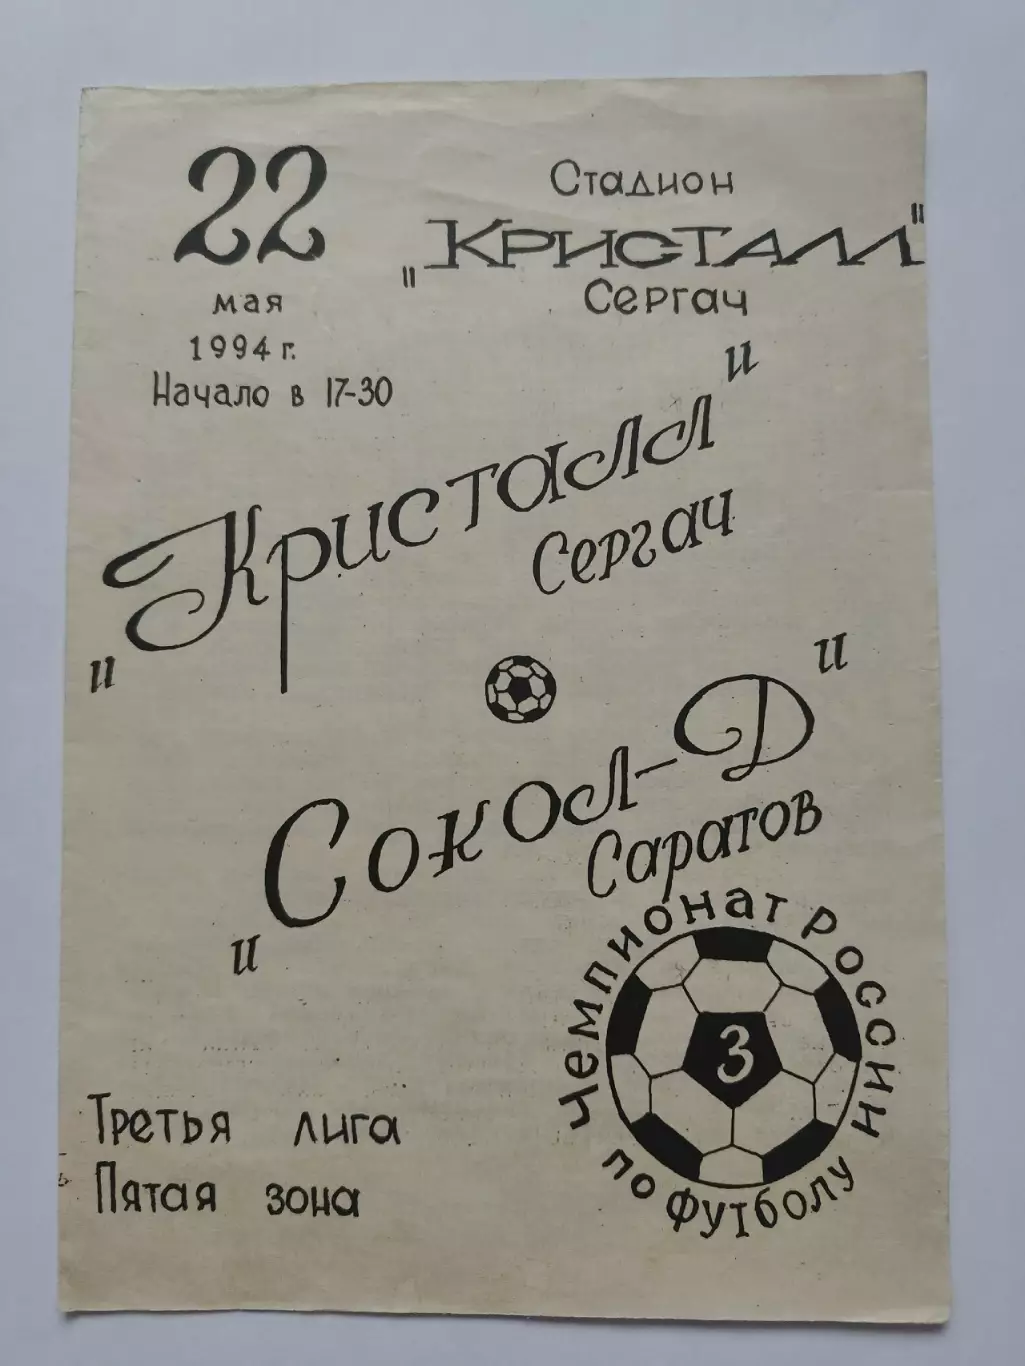 22
мая
1994 г.
Начало в 17-30
Стадион
"Кристалл"
Сергач
"Кристалл"
Сергач
"Сокол-Д"
Саратов
Третья лига
Пятая зона
Чемпионат России
по футболу
3